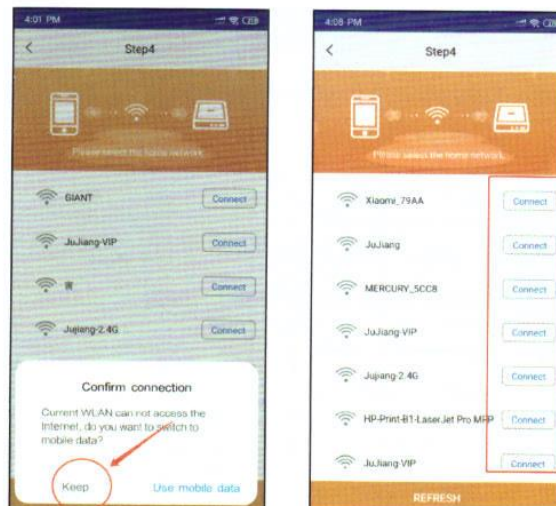 4:01 PM
Step4
Please select the home network
GIANT
Connect
JuJiang-VIP
Connect
Connect
Jujiang-2.4G
Connect
Confirm connection
Current WLAN can not access the
Internet, do you want to switch to
mobile data?
Keep
Use mobile data
4:08 PM
Step4
Please select the home network
Xiaomi_79AA
Connect
JuJiang
Connect
MERCURY_5CC8
Connect
JuJiang-VIP
Connect
Jujiang-2.4G
Connect
HP-Print-B1-LaserJet Pro MFP
Connect
JuJiang-VIP
Connect
REFRESH